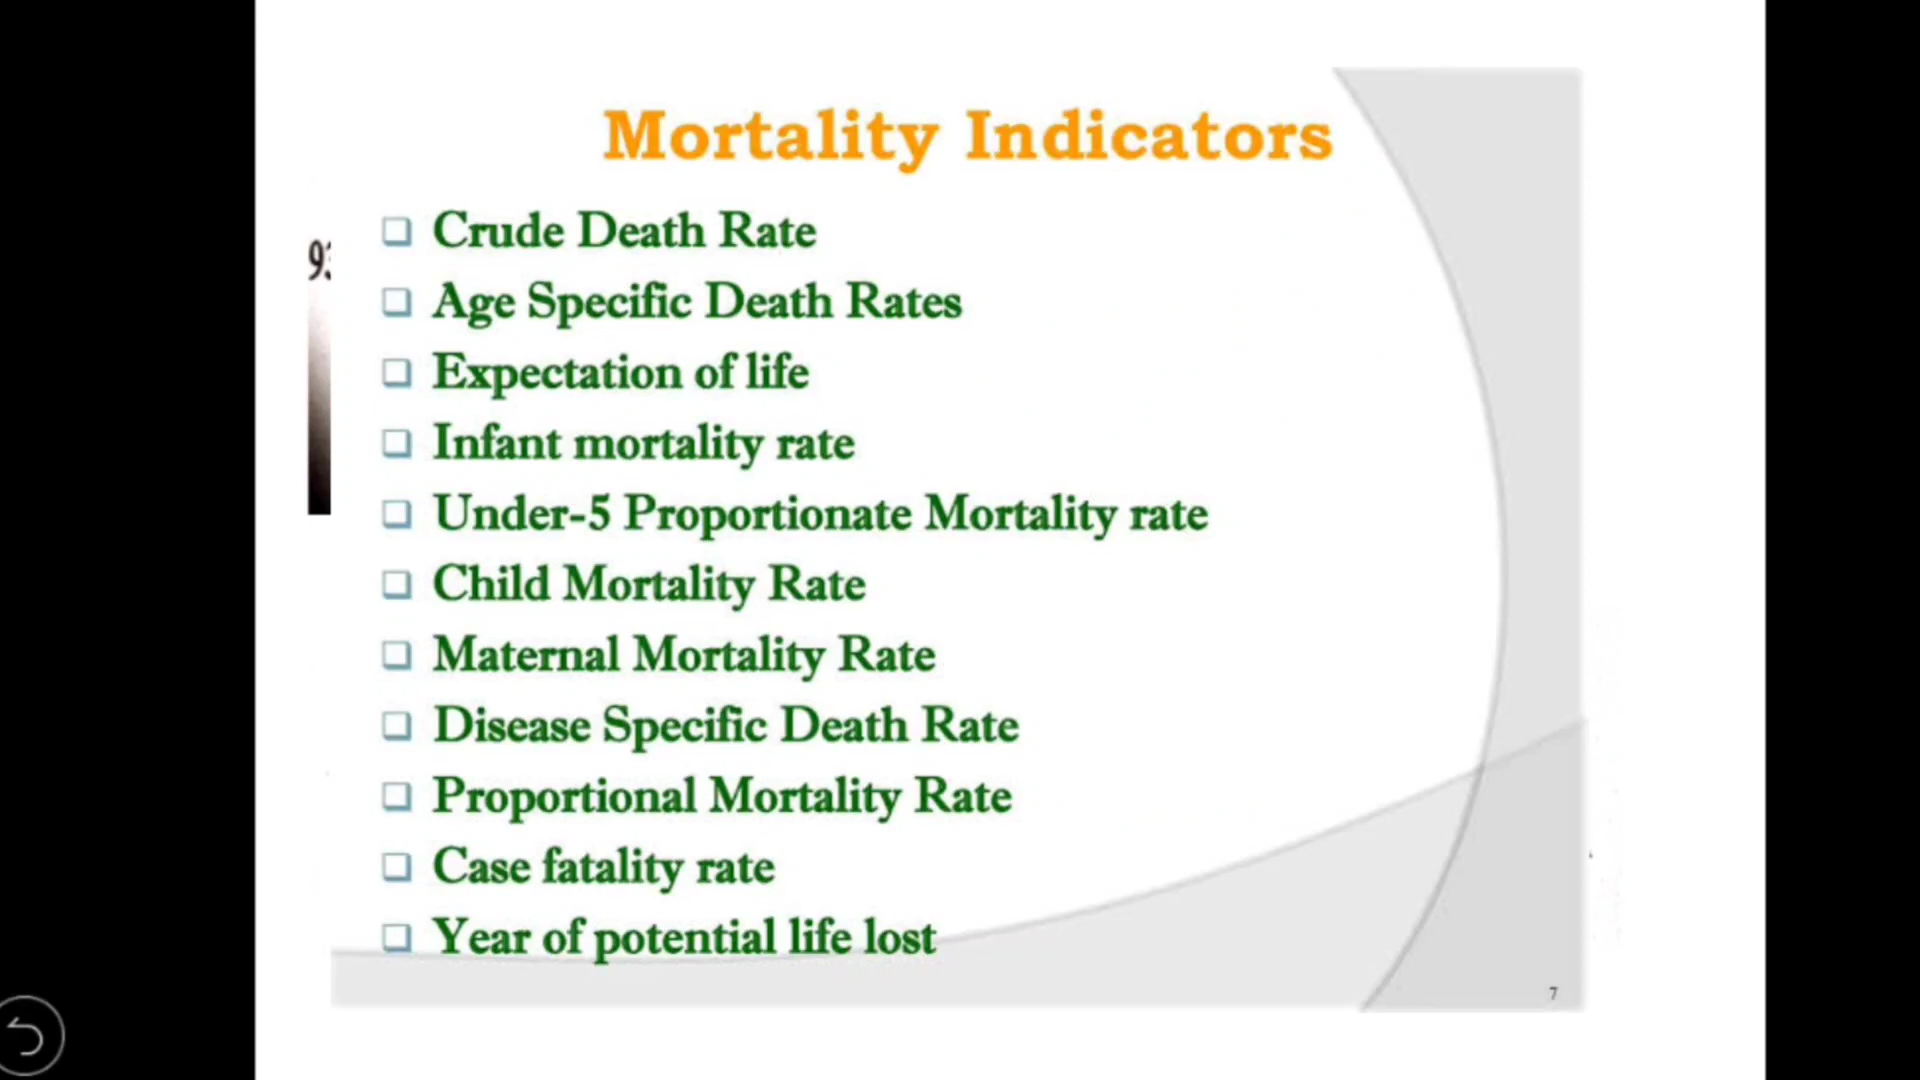 Mortality Indicators
Crude Death Rate
Age Specific Death Rates
Expectation of life
Infant mortality rate
Under-5 Proportionate Mortality rate
Child Mortality Rate
Maternal Mortality Rate
Disease Specific Death Rate
Proportional Mortality Rate
Case fatality rate
Year of potential life lost
7